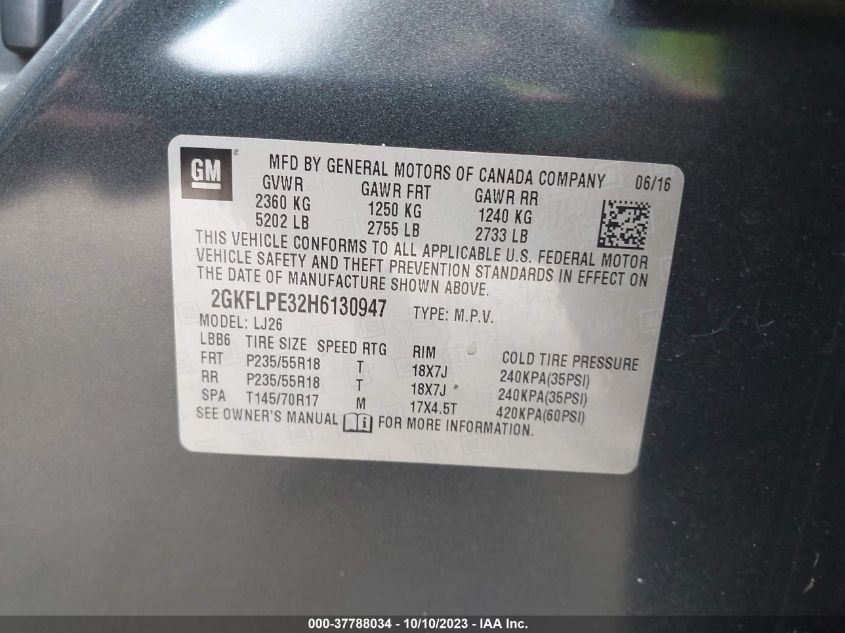 GM ® MFD BY GENERAL MOTORS OF CANADA COMPANY 06/16
GVWR GAWR FRT GAWR RR
2360 KG 1250 KG 1240 KG
5202 LB 2755 LB 2733 LB
THIS VEHICLE CONFORMS TO ALL APPLICABLE U.S. FEDERAL MOTOR
VEHICLE SAFETY AND THEFT PREVENTION STANDARDS IN EFFECT ON
THE DATE OF MANUFACTURE SHOWN ABOVE.
2GKFLPE32H6130947 TYPE: M.P.V.
MODEL: LJ26
LBB6 TIRE SIZE SPEED RTG RIM COLD TIRE PRESSURE
FRT P235/55R18 T 18X7J 240KPA(35PSI)
RR P235/55R18 T 18X7J 240KPA(35PSI)
SPA T145/70R17 M 17X4.5T 420KPA(60PSI)
SEE OWNER'S MANUAL i FOR MORE INFORMATION.
000-37788034 - 10/10/2023 - IAA Inc.